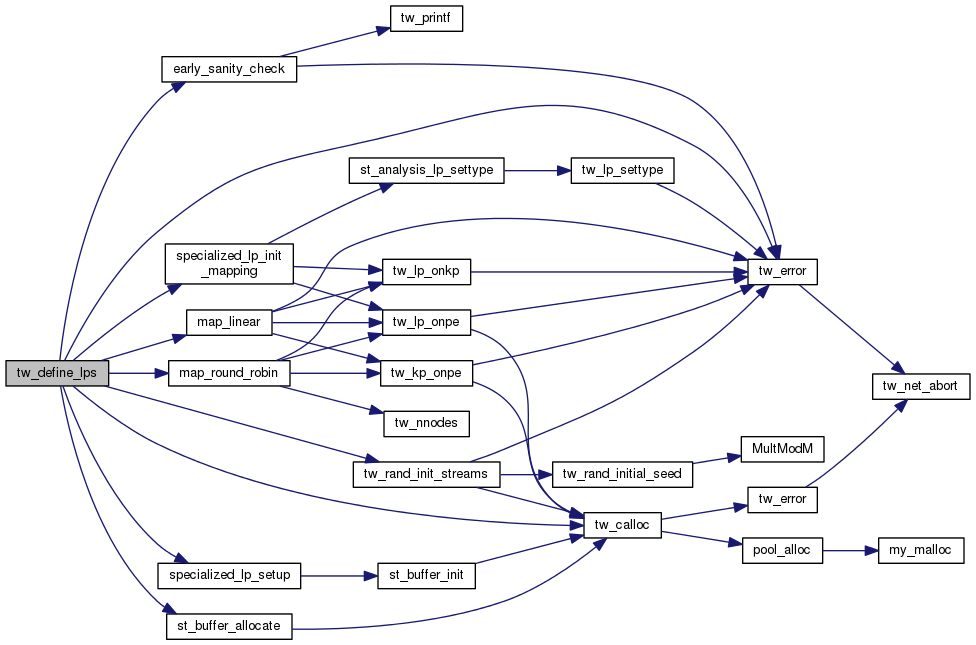 tw_printf
early_sanity_check
st_analysis_lp_settype
tw_lp_settype
specialized_lp_init
_mapping
tw_lp_onkp
tw_error
map_linear
tw_lp_onpe
tw_define_lps
map_round_robin
tw_kp_onpe
tw_net_abort
tw_nnodes
MultModM
tw_rand_init_streams
tw_rand_initial_seed
tw_error
tw_calloc
pool_alloc
my_malloc
specialized_lp_setup
st_buffer_init
st_buffer_allocate